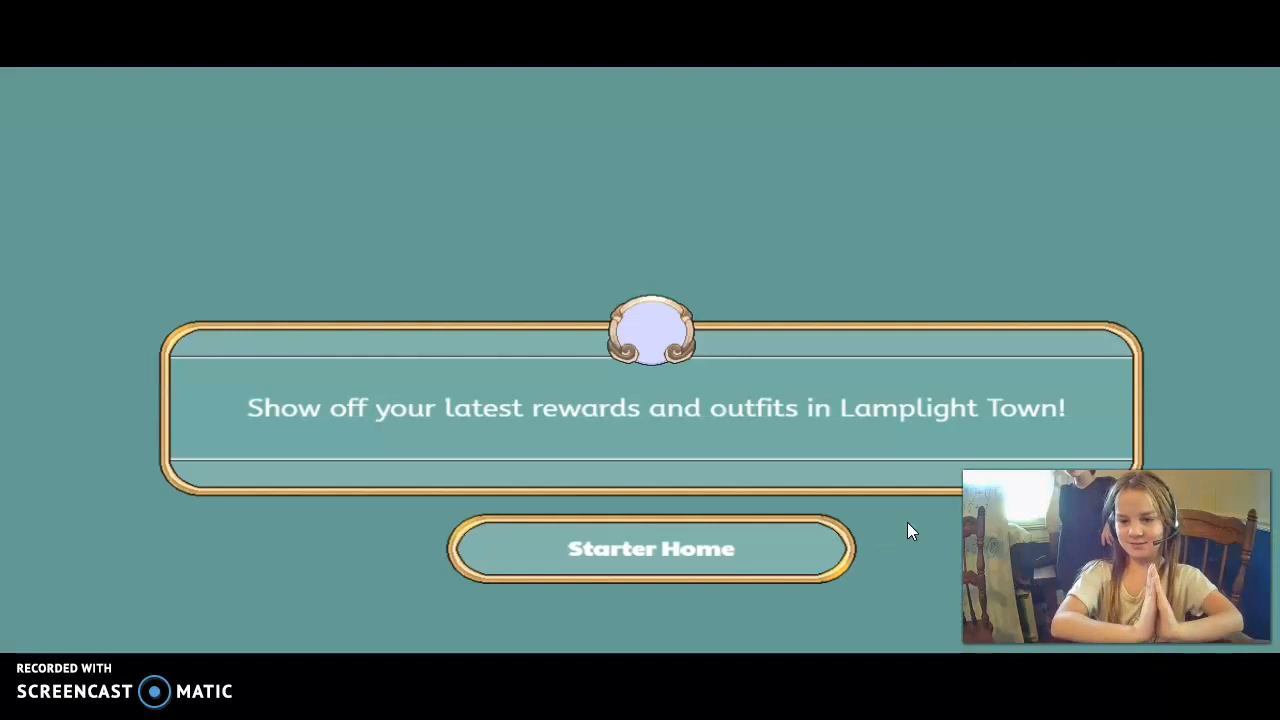 Show off your latest rewards and outfits in Lamplight Town!
Starter Home
RECORDED WITH
SCREENCAST MATIC